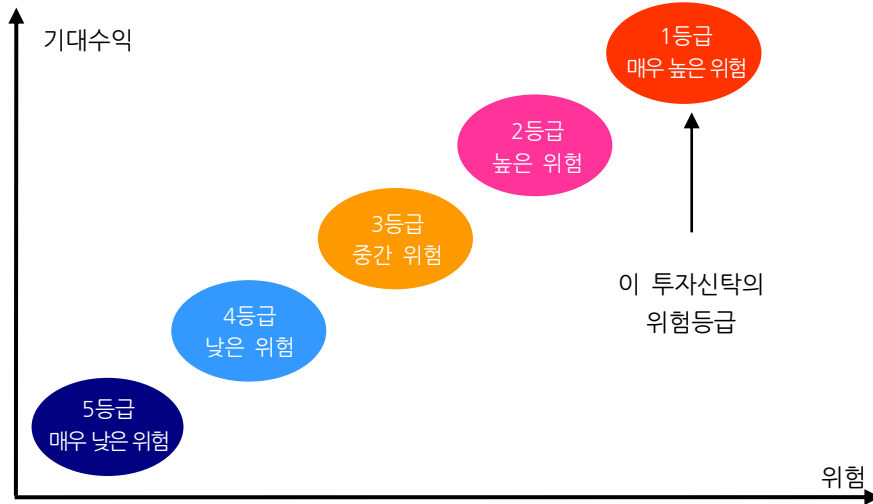 기대수익
1등급
매우 높은 위험
2등급
높은 위험
3등급
중간 위험
이 투자신탁의
위험등급
4등급
낮은 위험
5등급
매우 낮은 위험
위험